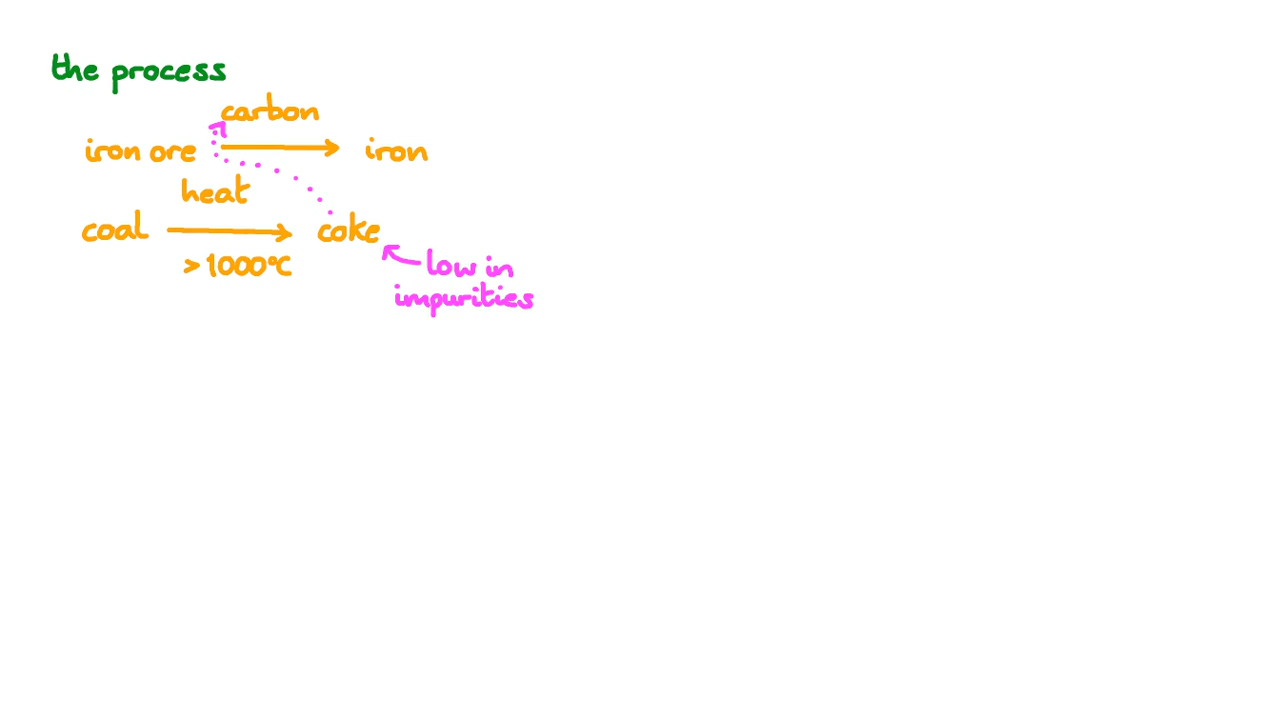 the process
carbon
iron ore → iron
heat
coal → coke
>1000°C
low in
impurities